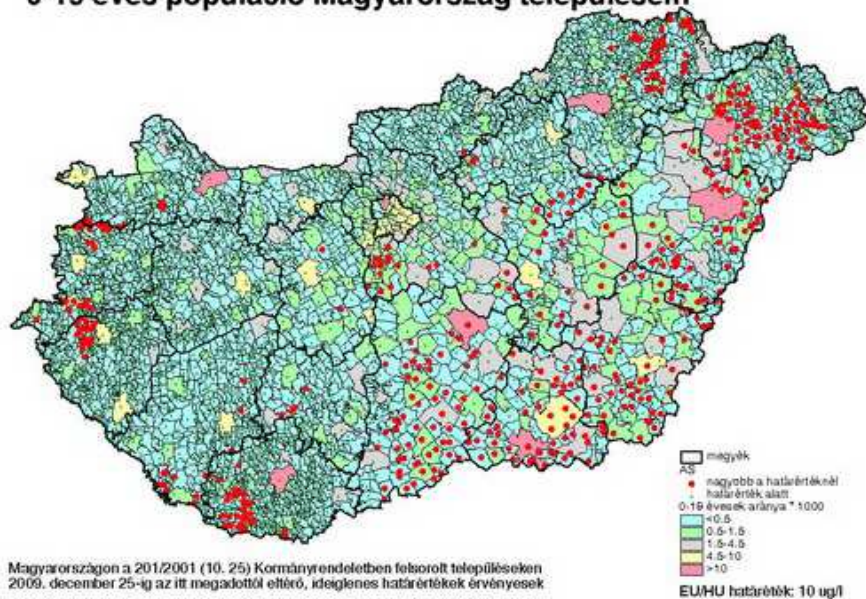 0-19 éves populáció Magyarország településein
megyék
AS
nagyobb a határértéknél
határérték alatt
0-19 évesek aránya * 1000
<0.5
0.5-1.5
1.5-4.5
4.5-10
>10
Magyarországon a 201/2001 (10. 25) Kormányrendeletben felsorolt településeken
2009. december 25-ig az itt megadottól eltérő, ideiglenes határértékek érvényesek
EU/HU határéték: 10 ug/l